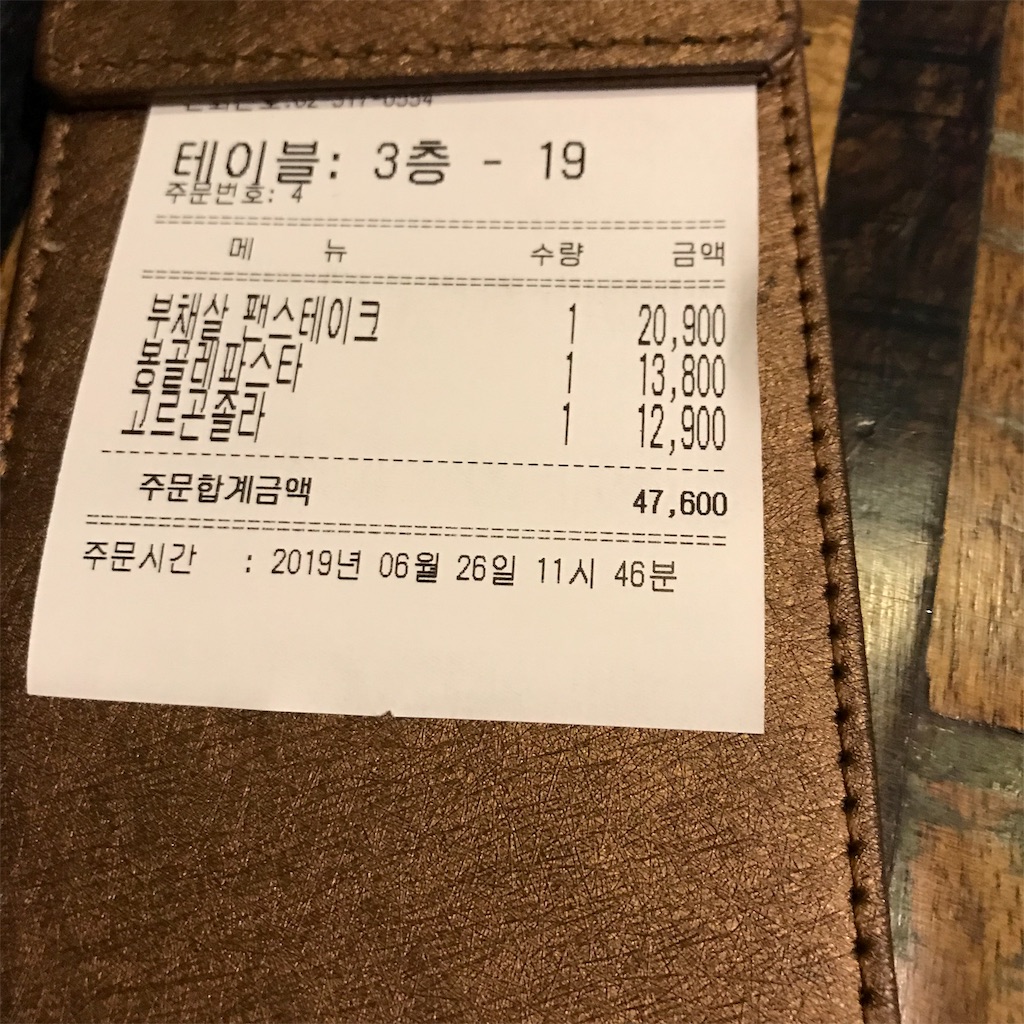 테이블: 3층 - 19
주문번호: 4
메 뉴 수량 금액
부채살 팬스테이크 1 20,900
봉골레파스타 1 13,800
고르곤졸라 1 12,900
주문합계금액 47,600
주문시간 : 2019년 06월 26일 11시 46분